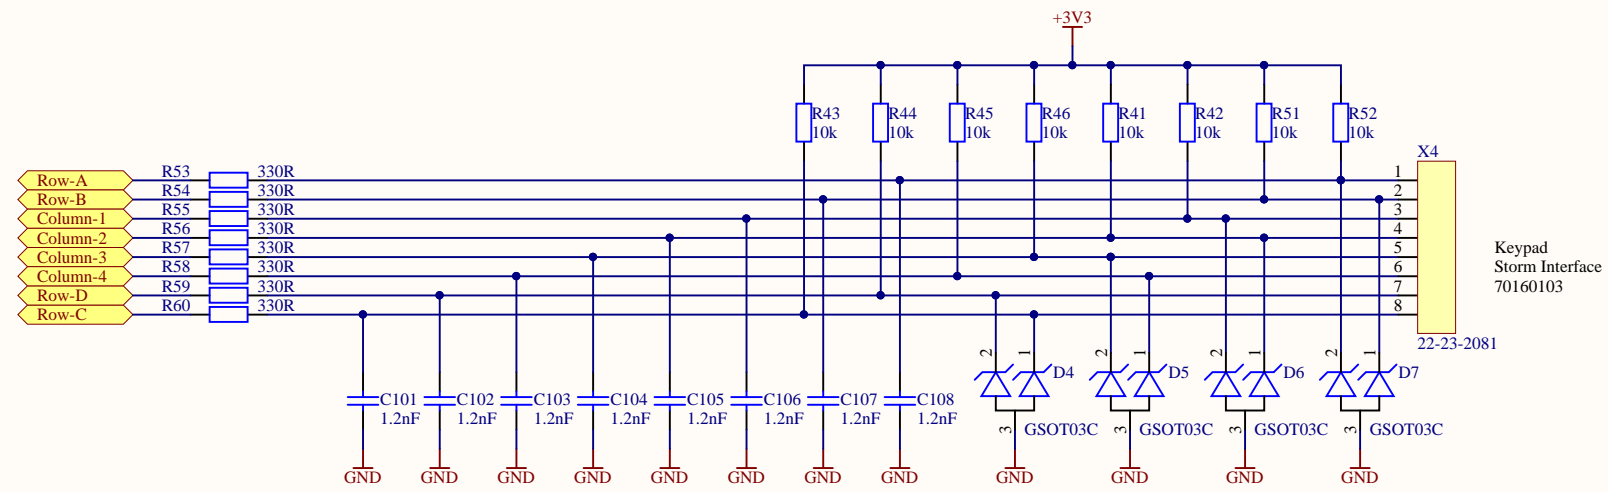 +3V3
R43 R44 R45 R46 R41 R42 R51 R52
10k 10k 10k 10k 10k 10k 10k 10k
X4
Row-A R53 330R 1
Row-B R54 330R 2
Column-1 R55 330R 3
Column-2 R56 330R 4
Column-3 R57 330R 5
Column-4 R58 330R 6
Row-D R59 330R 7
Row-C R60 330R 8
Keypad
Storm Interface
70160103
22-23-2081
2 1 2 1 2 1 2 1
D4 D5 D6 D7
C101 C102 C103 C104 C105 C106 C107 C108
1.2nF 1.2nF 1.2nF 1.2nF 1.2nF 1.2nF 1.2nF 1.2nF
3 GSOT03C 3 GSOT03C 3 GSOT03C 3 GSOT03C
GND GND GND GND GND GND GND GND GND GND GND GND